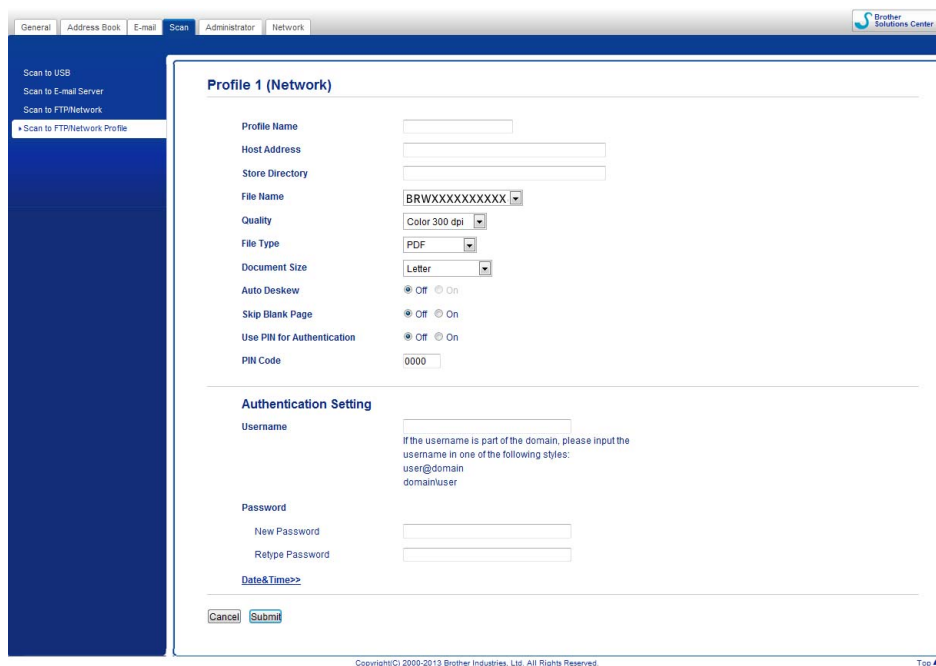 General
Address Book
E-mail
Scan
Administrator
Network
Brother
Solutions Center
Scan to USB
Scan to E-mail Server
Scan to FTP/Network
Scan to FTP/Network Profile
Profile 1 (Network)
Profile Name
Host Address
Store Directory
File Name BRWXXXXXXXXXX
Quality Color 300 dpi
File Type PDF
Document Size Letter
Auto Deskew Off On
Skip Blank Page Off On
Use PIN for Authentication Off On
PIN Code 0000
Authentication Setting
Username
If the username is part of the domain, please input the
username in one of the following styles:
user@domain
domain\user
Password
New Password
Retype Password
Date&Time>>
Cancel Submit
Copyright(C) 2000-2013 Brother Industries, Ltd. All Rights Reserved.
Top